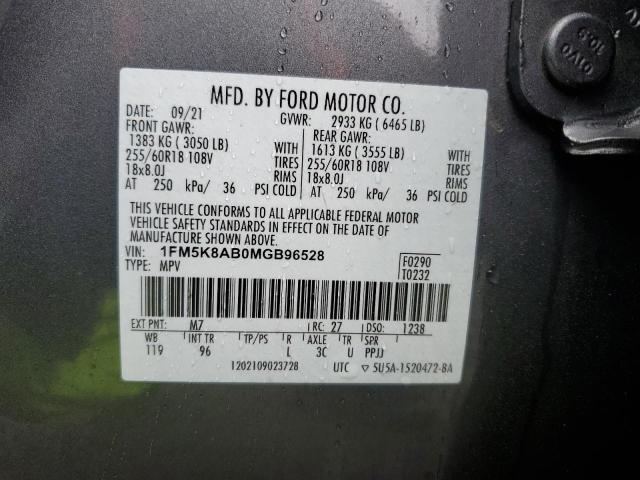 MFD. BY FORD MOTOR CO.
DATE: 09/21 GVWR: 2933 KG ( 6465 LB)
FRONT GAWR: REAR GAWR:
1383 KG ( 3050 LB) WITH 1613 KG ( 3555 LB) WITH
255/60R18 108V TIRES 255/60R18 108V TIRES
18x8.0J RIMS 18x8.0J RIMS
AT 250 kPa/ 36 PSI COLD AT 250 kPa/ 36 PSI COLD
THIS VEHICLE CONFORMS TO ALL APPLICABLE FEDERAL MOTOR
VEHICLE SAFETY STANDARDS IN EFFECT ON THE DATE OF
MANUFACTURE SHOWN ABOVE.
VIN: 1FM5K8AB0MGB96528 F0290
TYPE: MPV T0232
EXT PNT: M7 RC: 27 DSO: 1238
WB INT TR TP/PS R AXLE TR SPR
119 96 L 3C U PPJJ
1202109023728 UTC ▽ 5U5A-1520472-BA
10.9